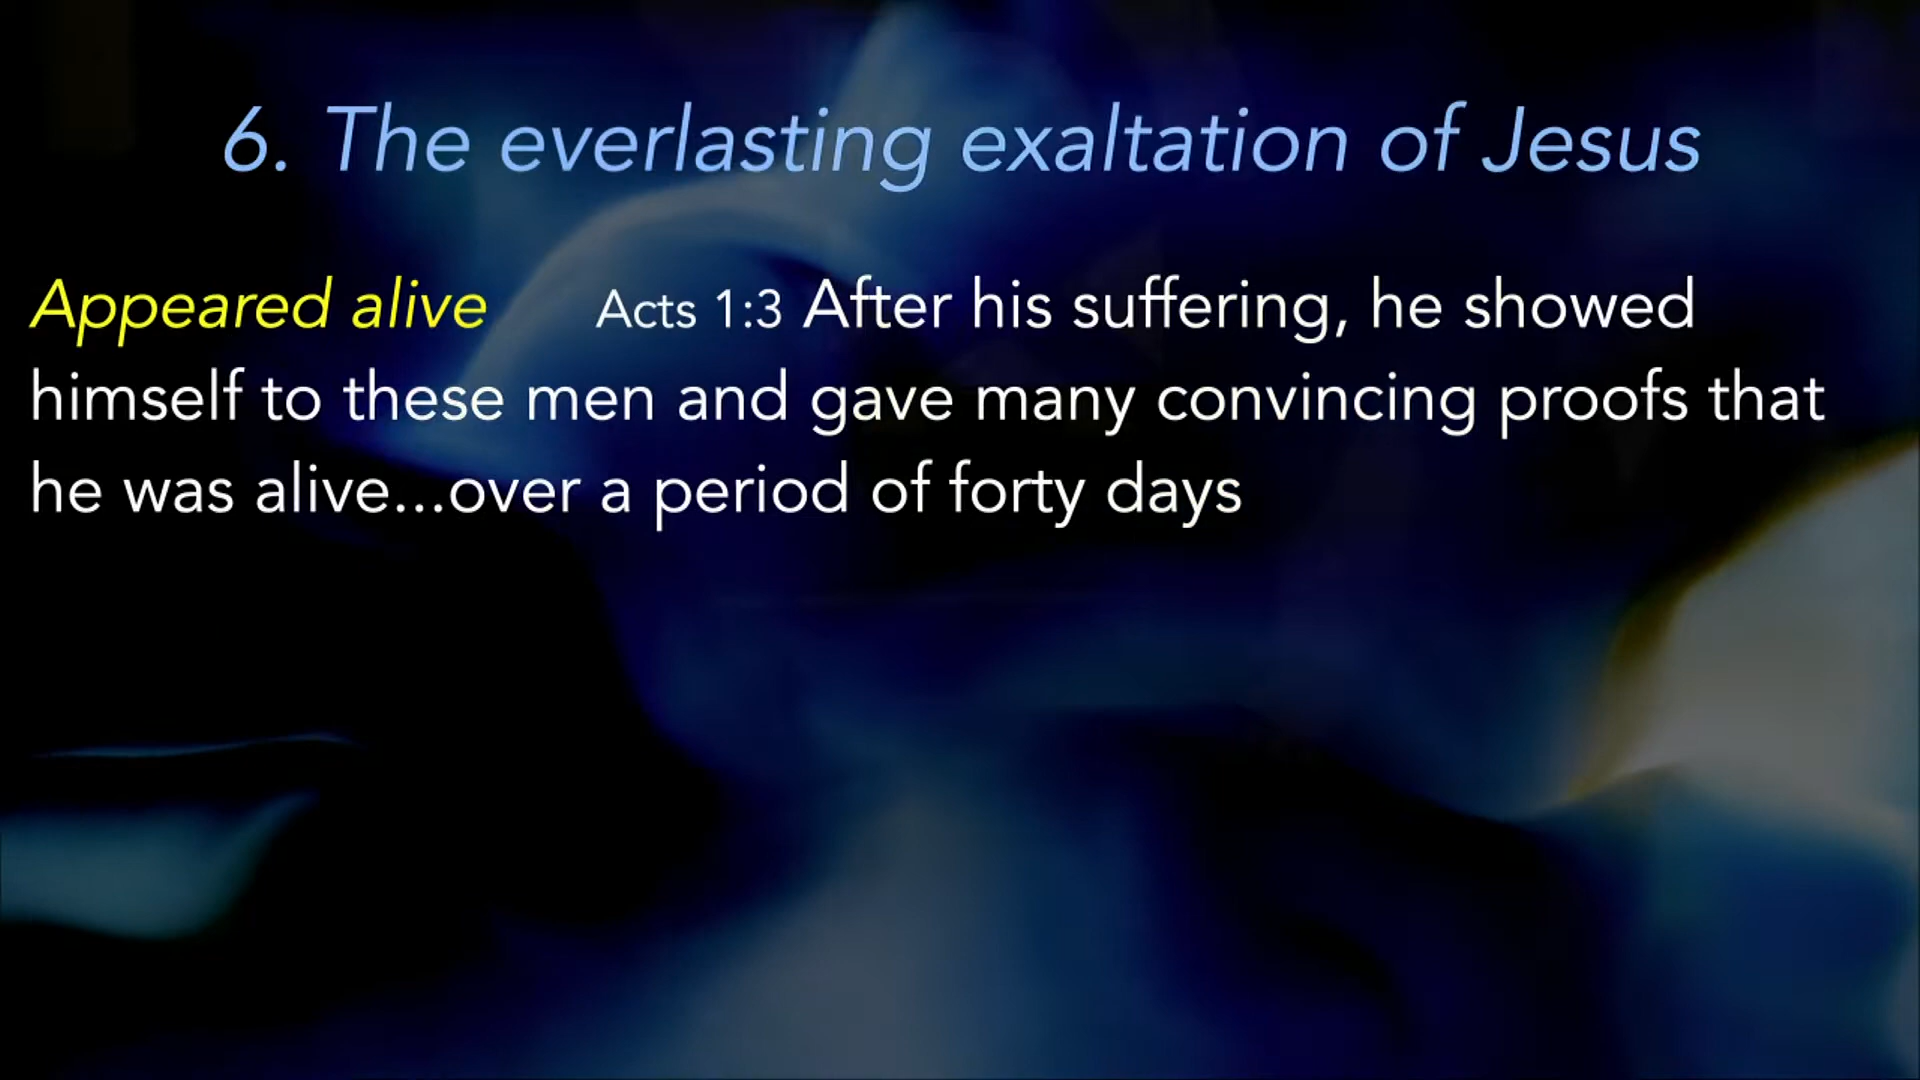 6. The everlasting exaltation of Jesus
Appeared alive Acts 1:3 After his suffering, he showed
himself to these men and gave many convincing proofs that
he was alive...over a period of forty days